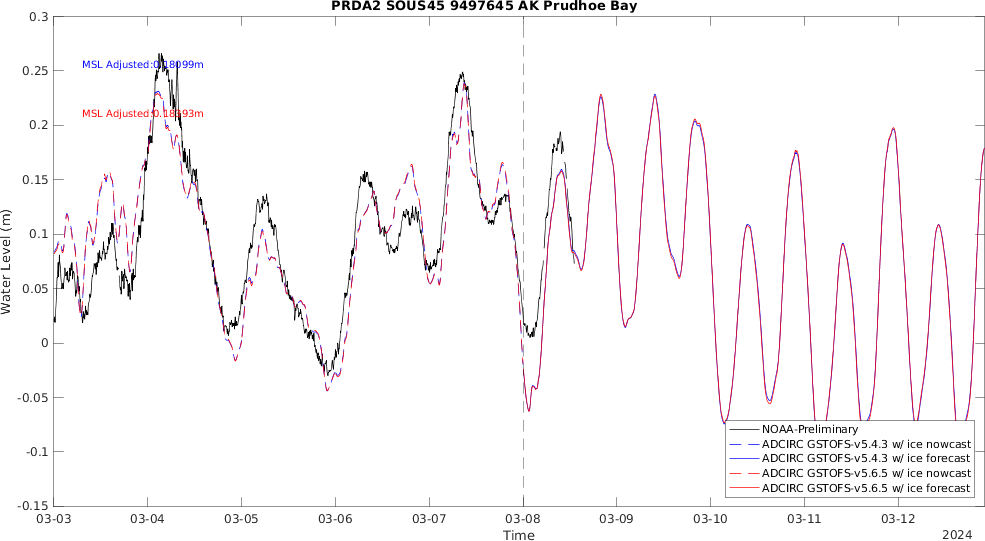 PRDA2 SOUS45 9497645 AK Prudhoe Bay
0.3
0.25
0.2
0.15
0.1
0.05
0
-0.05
-0.1
-0.15
Water Level (m)
MSL Adjusted:0.18099m
MSL Adjusted:0.18193m
NOAA-Preliminary
ADCIRC GSTOFS-v5.4.3 w/ ice nowcast
ADCIRC GSTOFS-v5.4.3 w/ ice forecast
ADCIRC GSTOFS-v5.6.5 w/ ice nowcast
ADCIRC GSTOFS-v5.6.5 w/ ice forecast
03-03 03-04 03-05 03-06 03-07 03-08 03-09 03-10 03-11 03-12
Time
2024